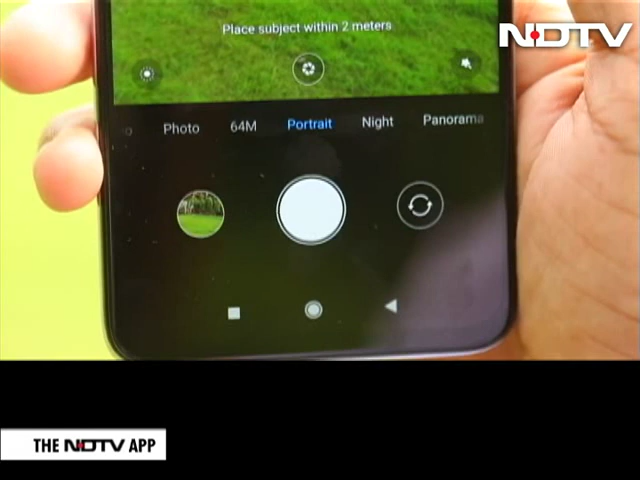 Place subject within 2 meters
NDTV
Photo 64M Portrait Night Panorama
THE NDTV APP